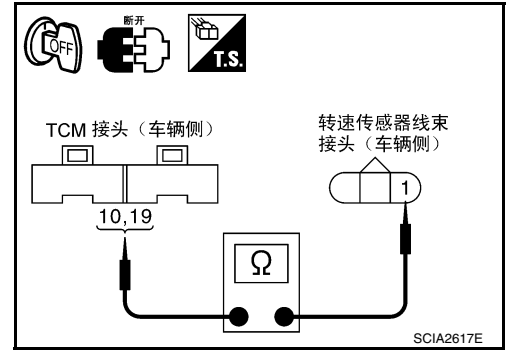 OFF
断开
T.S.
TCM 接头（车辆侧）
转速传感器线束
接头（车辆侧）
1
10,19
Ω
SCIA2617E